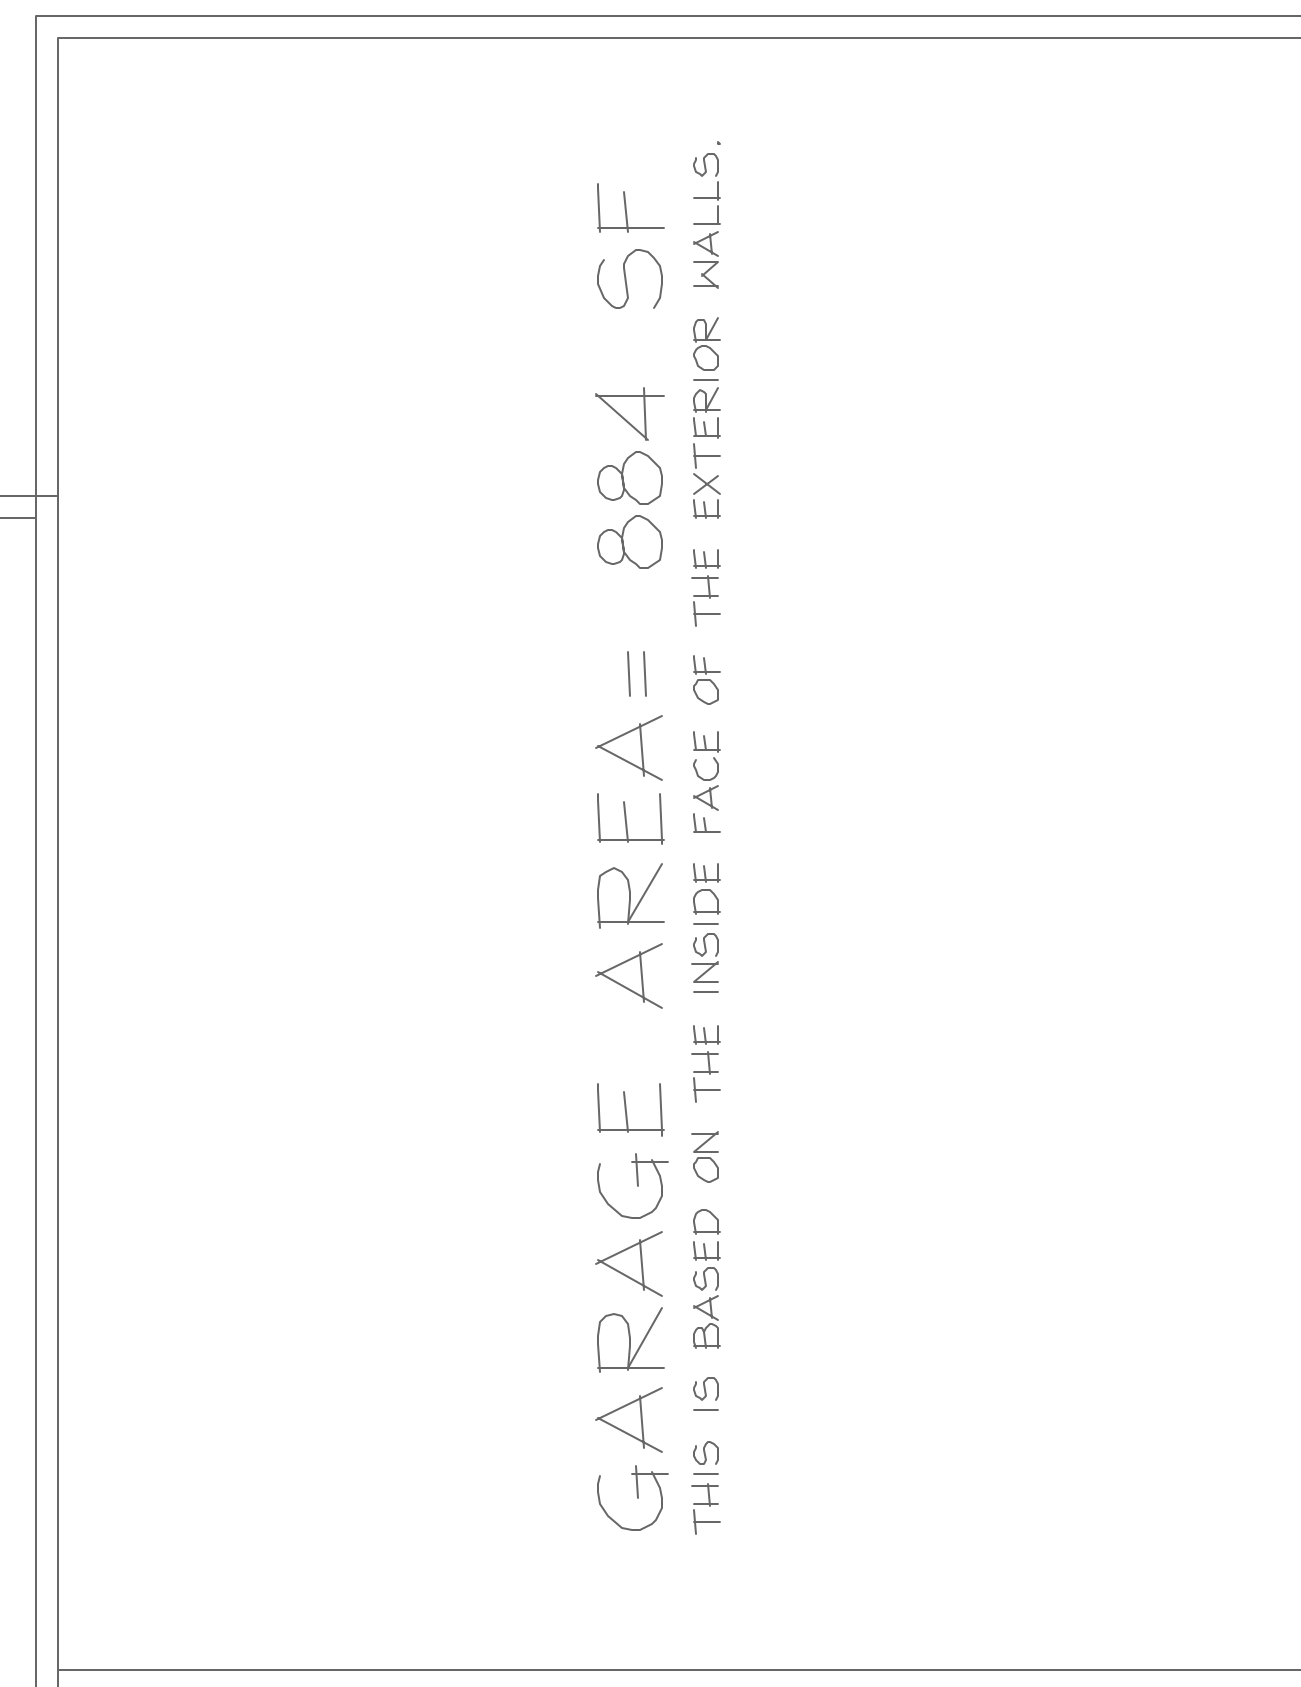 GARAGE AREA= 884 SF
THIS IS BASED ON THE INSIDE FACE OF THE EXTERIOR WALLS.